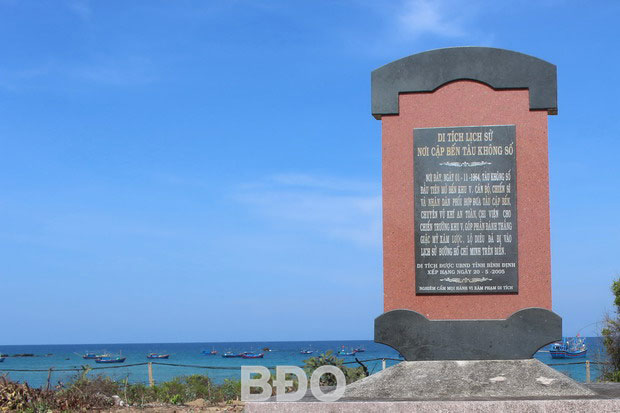 DI TÍCH LỊCH SỬ
NƠI CẬP BẾN TÀU KHÔNG SỐ
NƠI ĐÂY, NGÀY 01-11-1964, TÀU KHÔNG SỐ
ĐẦU TIÊN MỞ BẾN KHU V. CÁN BỘ, CHIẾN SĨ
VÀ NHÂN DÂN PHỐI HỢP ĐƯA TÀU CẬP BẾN,
CHUYỂN VŨ KHÍ AN TOÀN, CHI VIỆN CHO
CHIẾN TRƯỜNG KHU V, GÓP PHẦN ĐÁNH THẮNG
GIẶC MỸ XÂM LƯỢC. LỘ DIÊU ĐÃ ĐI VÀO
LỊCH SỬ ĐƯỜNG HỒ CHÍ MINH TRÊN BIỂN.
DI TÍCH ĐƯỢC UBND TỈNH BÌNH ĐỊNH
XẾP HẠNG NGÀY 20-5-2005
NGHIÊM CẤM MỌI HÀNH VI XÂM PHẠM DI TÍCH
BĐO